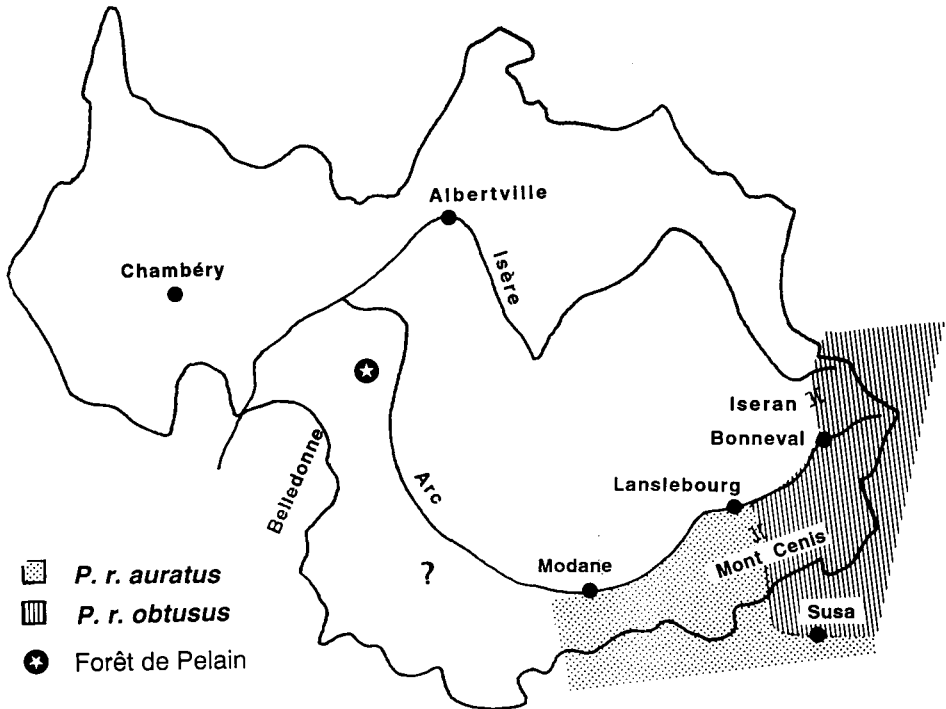 Albertville
Chambéry
Isère
Iseran
Bonneval
Belledonne
Arc
Lanslebourg
Mont Cenis
?
Modane
Susa
P. r. auratus
P. r. obtusus
Forêt de Pelain